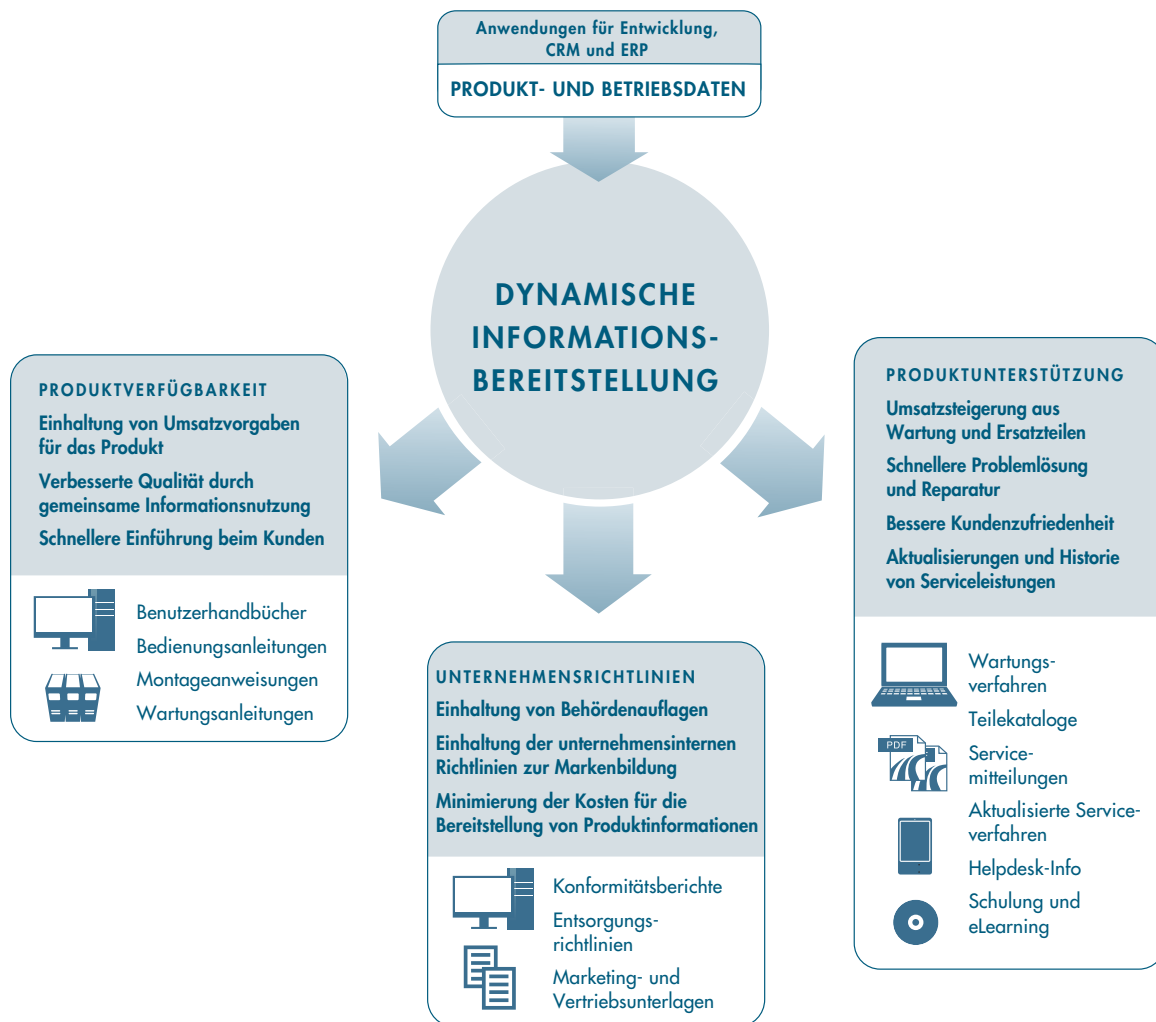 Anwendungen für Entwicklung,
CRM und ERP
PRODUKT- UND BETRIEBSDATEN
DYNAMISCHE
INFORMATIONS-
BEREITSTELLUNG
PRODUKTVERFÜGBARKEIT
Einhaltung von Umsatzvorgaben
für das Produkt
Verbesserte Qualität durch
gemeinsame Informationsnutzung
Schnellere Einführung beim Kunden
Benutzerhandbücher
Bedienungsanleitungen
Montageanweisungen
Wartungsanleitungen
UNTERNEHMENSRICHTLINIEN
Einhaltung von Behördenauflagen
Einhaltung der unternehmensinternen
Richtlinien zur Markenbildung
Minimierung der Kosten für die
Bereitstellung von Produktinformationen
Konformitätsberichte
Entsorgungs-
richtlinien
Marketing- und
Vertriebsunterlagen
PRODUKTUNTERSTÜTZUNG
Umsatzsteigerung aus
Wartung und Ersatzteilen
Schnellere Problemlösung
und Reparatur
Bessere Kundenzufriedenheit
Aktualisierungen und Historie
von Serviceleistungen
Wartungs-
verfahren
Teilekataloge
PDF
Service-
mitteilungen
Aktualisierte Service-
verfahren
Helpdesk-Info
Schulung und
eLearning